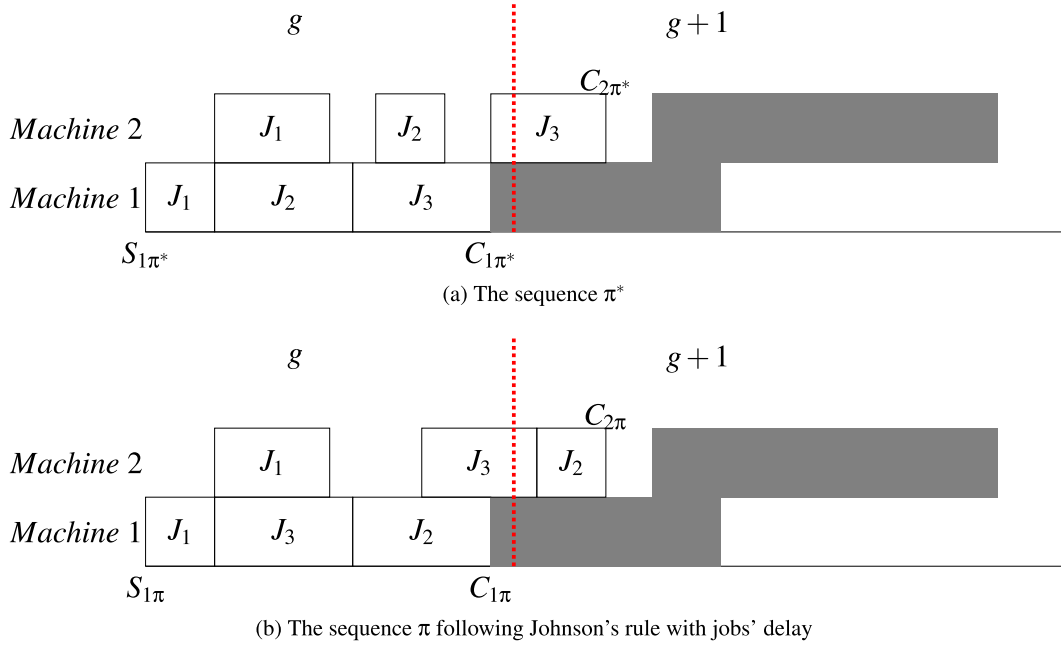 g g + 1
C2π*
Machine 2 J1 J2 J3
Machine 1 J1 J2 J3
S1π* C1π*
(a) The sequence π*
g g + 1
C2π
Machine 2 J1 J3 J2
Machine 1 J1 J3 J2
S1π C1π
(b) The sequence π following Johnson's rule with jobs' delay